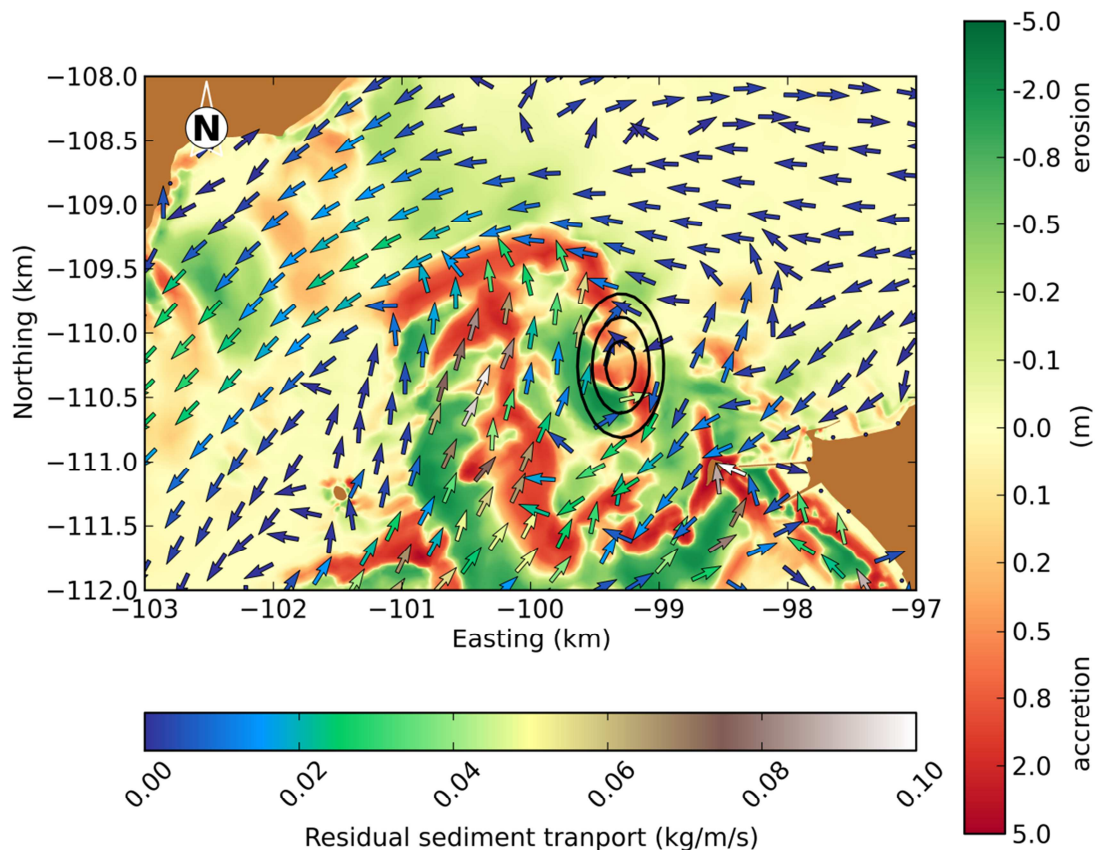 N
−108.0
−108.5
−109.0
−109.5
−110.0
−110.5
−111.0
−111.5
−112.0
Northing (km)
−103 −102 −101 −100 −99 −98 −97
Easting (km)
-5.0
-2.0
-0.8
-0.5
-0.2
-0.1
0.0
0.1
0.2
0.5
0.8
2.0
5.0
erosion
(m)
accretion
0.00 0.02 0.04 0.06 0.08 0.10
Residual sediment tranport (kg/m/s)